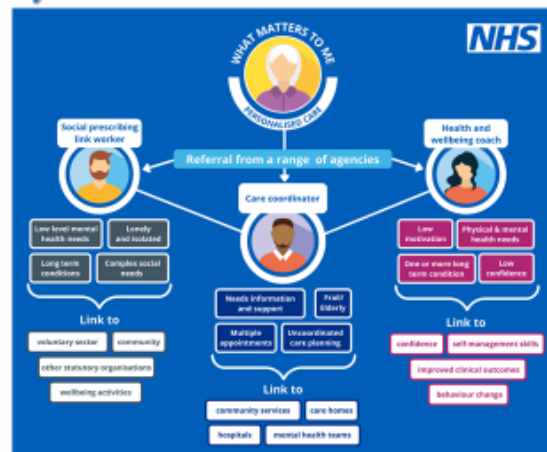 WHAT MATTERS TO ME
NHS
PERSONALISED CARE
Social prescribing
link worker
Health and
wellbeing coach
Referral from a range of agencies
Care coordinator
Low level mental
health needs
Lonely
and isolated
Long term
conditions
Complex social
needs
Low
motivation
Physical & mental
health needs
One or more long
term condition
Low
confidence
Needs information
and support
Frail/
Elderly
Multiple
appointments
Uncoordinated
care planning
Link to
voluntary sector
community
other statutory organisations
wellbeing activities
Link to
community services
care homes
hospitals
mental health teams
Link to
confidence
self-management skills
improved clinical outcomes
behaviour change